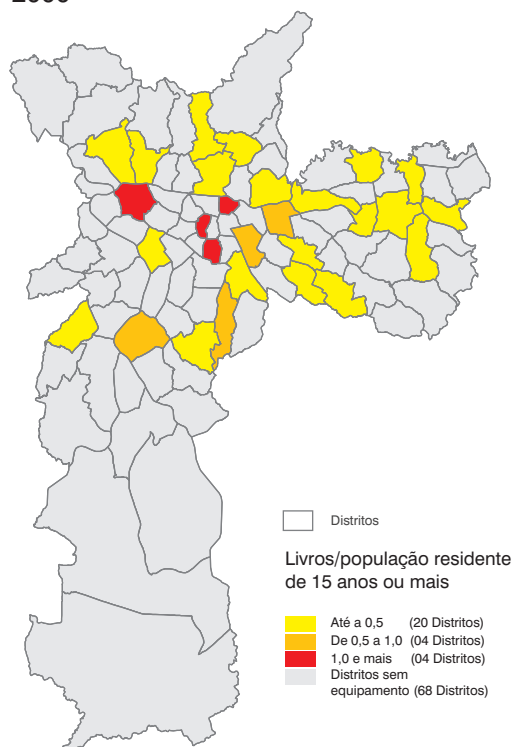 Distritos
Livros/população residente
de 15 anos ou mais
Até a 0,5 (20 Distritos)
De 0,5 a 1,0 (04 Distritos)
1,0 e mais (04 Distritos)
Distritos sem
equipamento (68 Distritos)